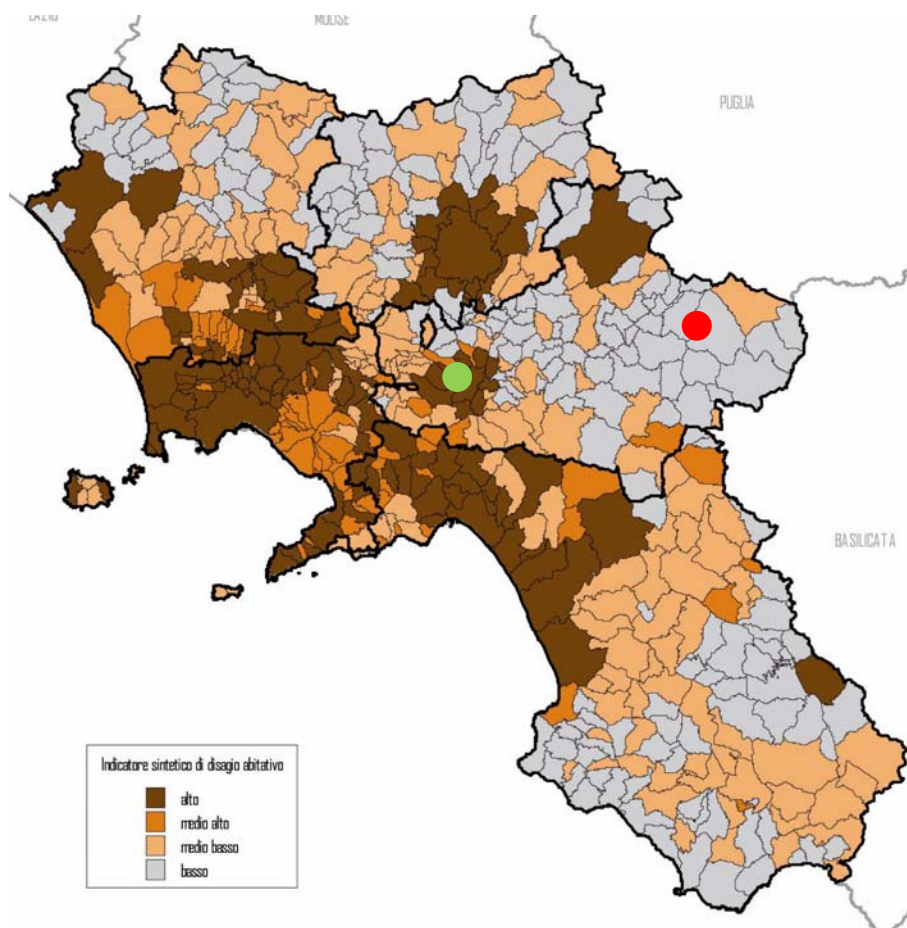 LAZIO
MOLISE
PUGLIA
BASILICATA
Indicatore sintetico di disagio abitativo
alto
medio alto
medio basso
basso